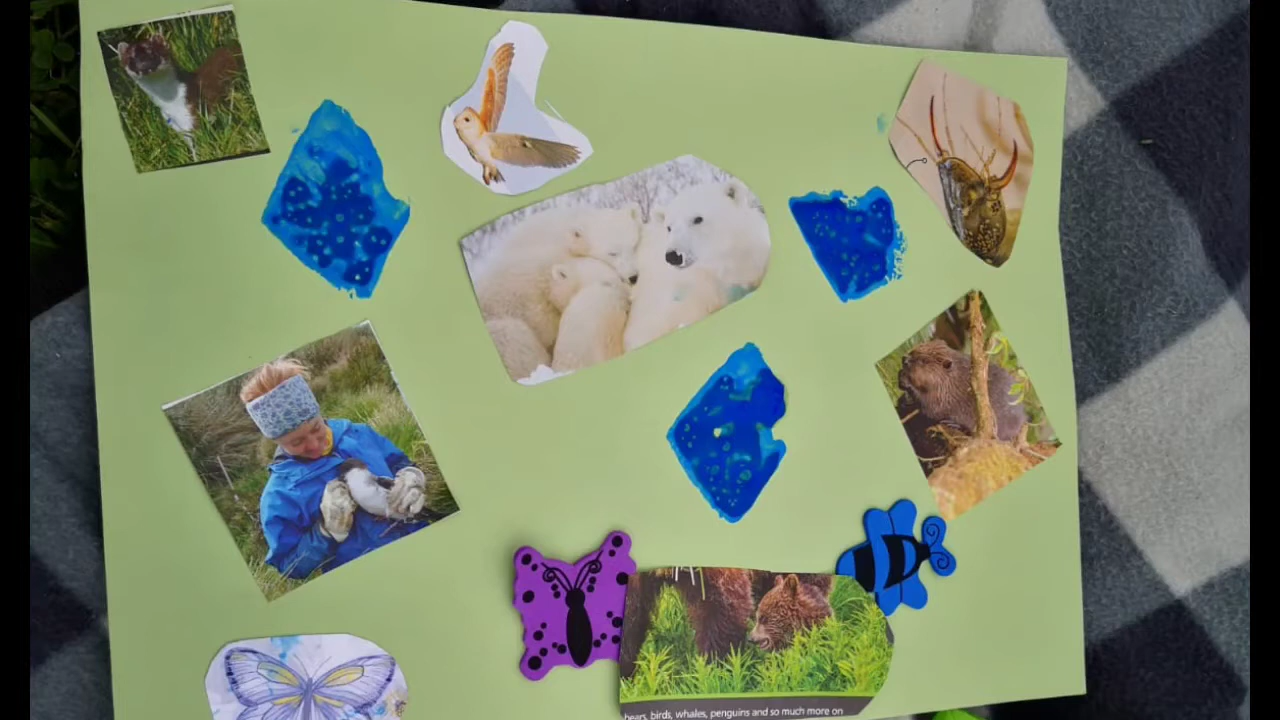 bears, birds, whales, penguins and so much more on